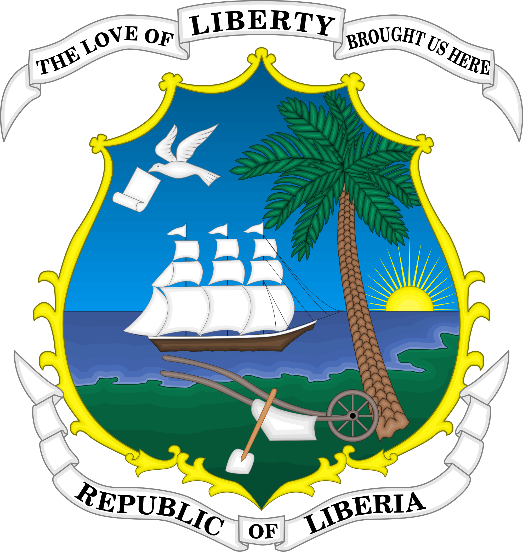 THE LOVE OF LIBERTY BROUGHT US HERE
REPUBLIC OF LIBERIA